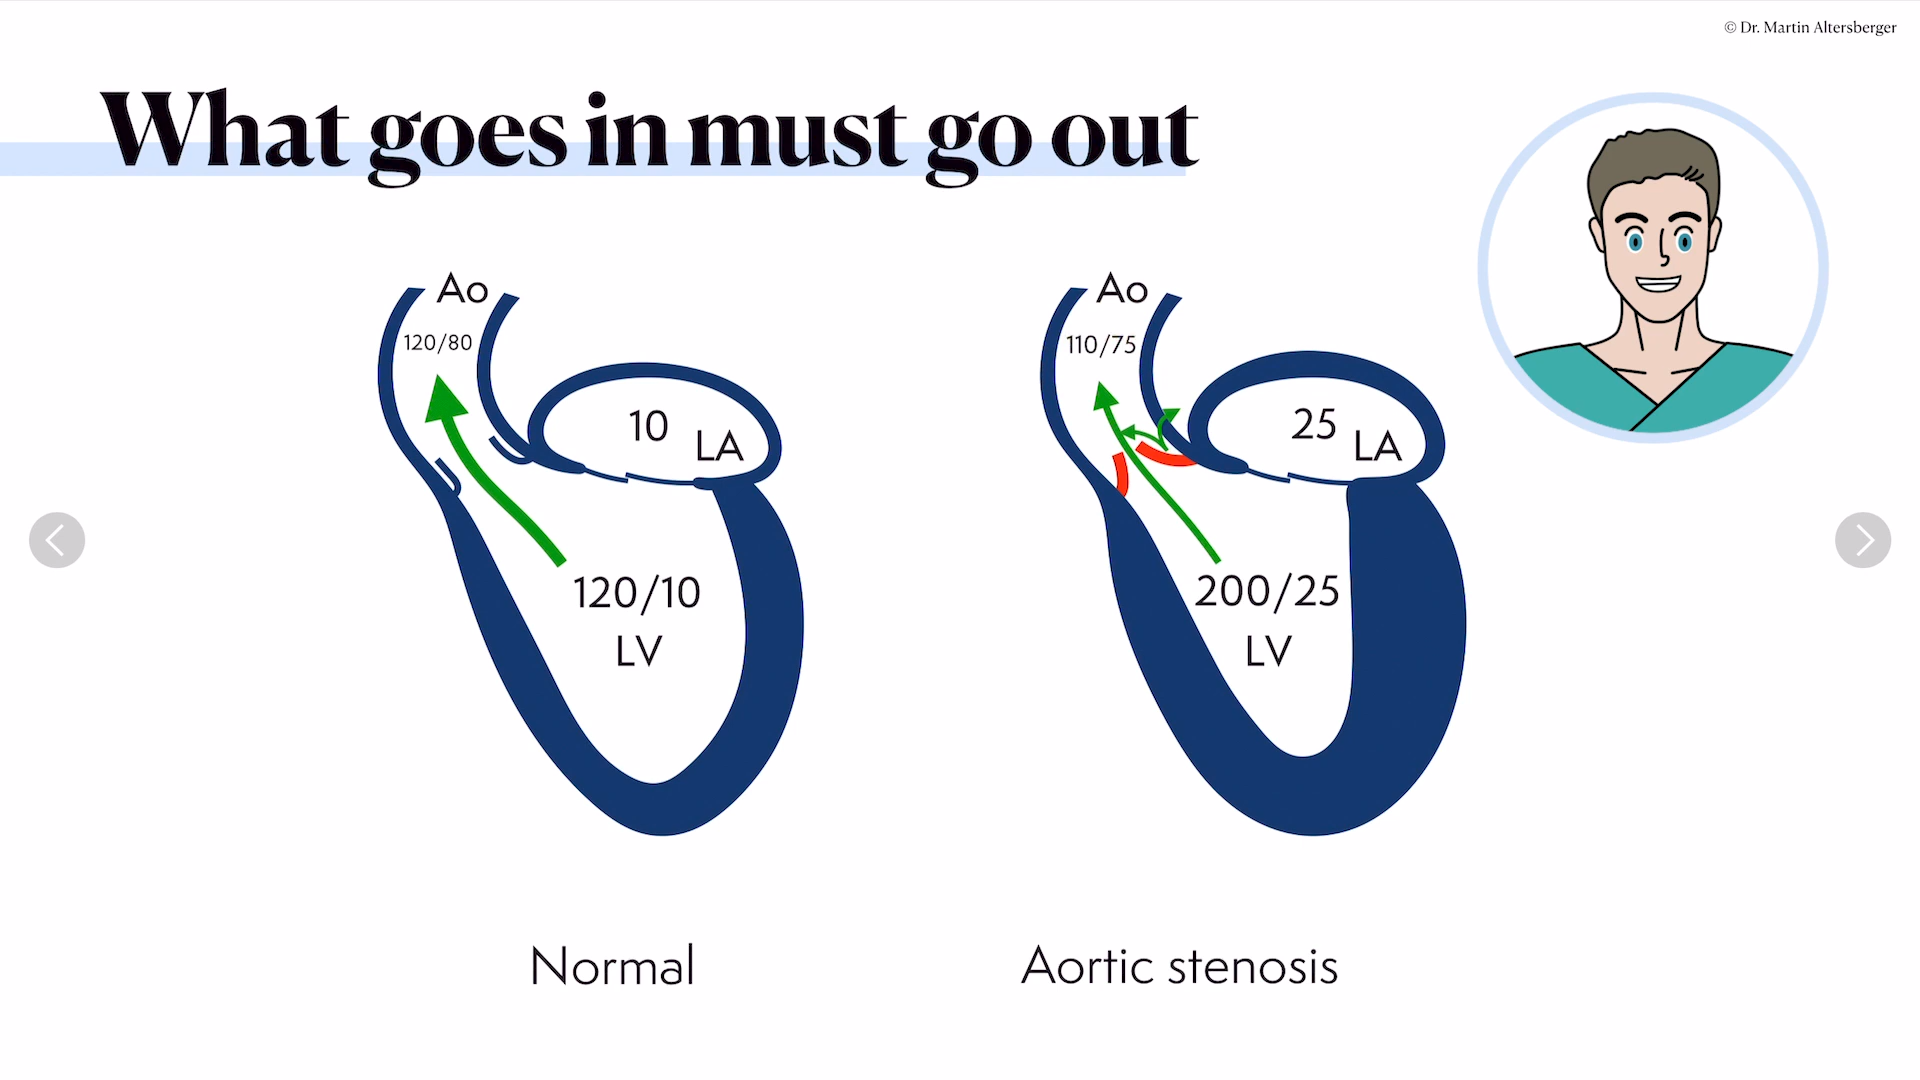 © Dr. Martin Altersberger
What goes in must go out
Ao
120/80
10
LA
120/10
LV
Normal
Ao
110/75
25
LA
200/25
LV
Aortic stenosis